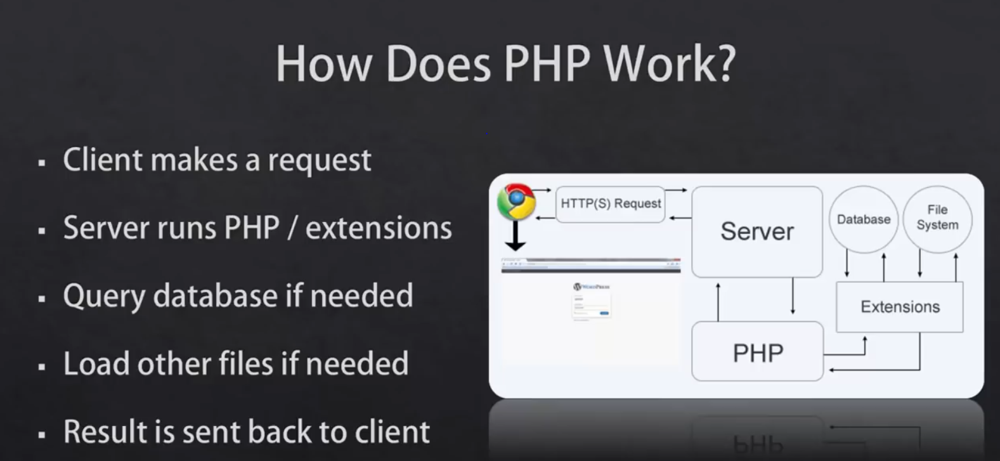 How Does PHP Work?
▪ Client makes a request
▪ Server runs PHP / extensions
▪ Query database if needed
▪ Load other files if needed
▪ Result is sent back to client
HTTP(S) Request
Server
Database
File
System
Extensions
PHP
WordPress
PHP